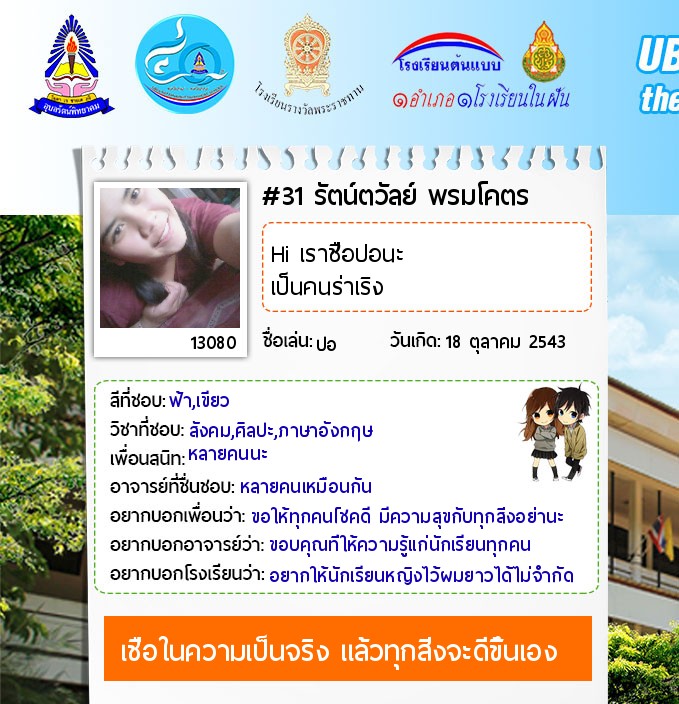 อุบลรัตน์พิทยาคม
โรงเรียนรางวัลพระราชทาน
โรงเรียนต้นแบบ
๑อำเภอ๑โรงเรียนในฝัน
UB
the
#31 รัตน์ตวัลย์ พรมโคตร
Hi เราชื่อปอนะ
เป็นคนร่าเริง
13080
ชื่อเล่น: ปอ วันเกิด: 18 ตุลาคม 2543
สีที่ชอบ: ฟ้า,เขียว
วิชาที่ชอบ: สังคม,ศิลปะ,ภาษาอังกฤษ
เพื่อนสนิท: หลายคนนะ
อาจารย์ที่ชื่นชอบ: หลายคนเหมือนกัน
อยากบอกเพื่อนว่า: ขอให้ทุกคนโชคดี มีความสุขกับทุกสิ่งอย่านะ
อยากบอกอาจารย์ว่า: ขอบคุณที่ให้ความรู้แก่นักเรียนทุกคน
อยากบอกโรงเรียนว่า: อยากให้นักเรียนหญิงไว้ผมยาวได้ไม่จำกัด
เชื่อในความเป็นจริง แล้วทุกสิ่งจะดีขึ้นเอง